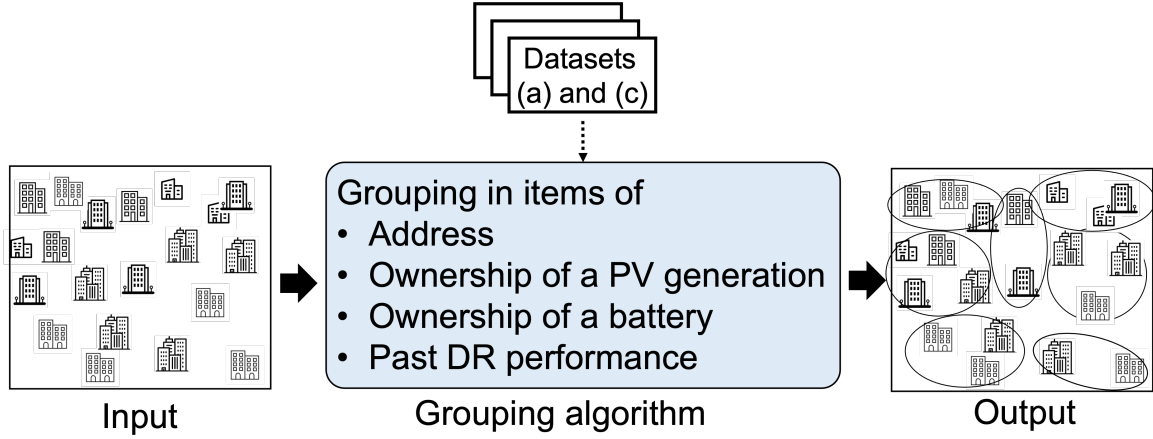 Datasets
(a) and (c)
Grouping in items of
• Address
• Ownership of a PV generation
• Ownership of a battery
• Past DR performance
Input
Grouping algorithm
Output